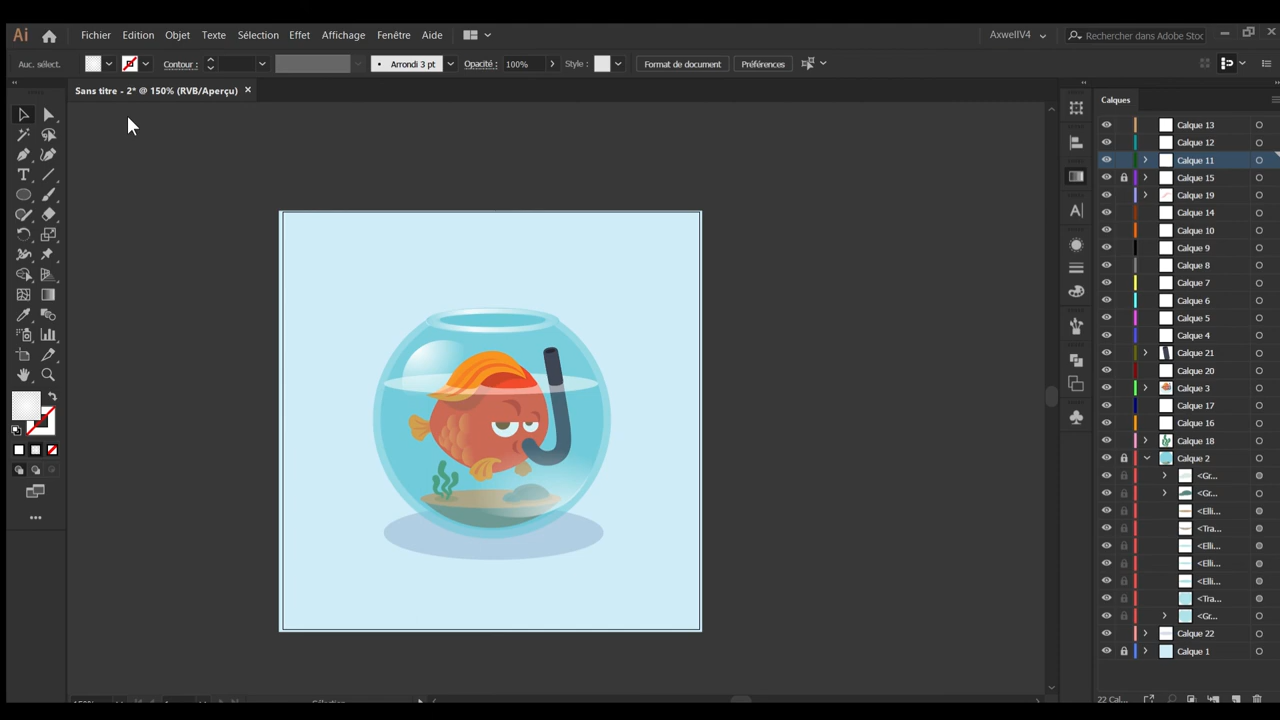 Ai
Fichier Edition Objet Texte Sélection Effet Affichage Fenêtre Aide
AxwellV4
Rechercher dans Adobe Stoc
Auc. sélect.
Contour :
Arrondi 3 pt
Opacité : 100%
Style :
Format de document
Préférences
Sans titre - 2* @ 150% (RVB/Aperçu) ×
Calques
Calque 13
Calque 12
Calque 11
Calque 15
Calque 19
Calque 14
Calque 10
Calque 9
Calque 8
Calque 7
Calque 6
Calque 5
Calque 4
Calque 21
Calque 20
Calque 3
Calque 17
Calque 16
Calque 18
Calque 2
<Gr...
<Gr...
<Elli...
<Tra...
<Elli...
<Elli...
<Elli...
<Tra...
<Gr...
Calque 22
Calque 1
22 Cal...